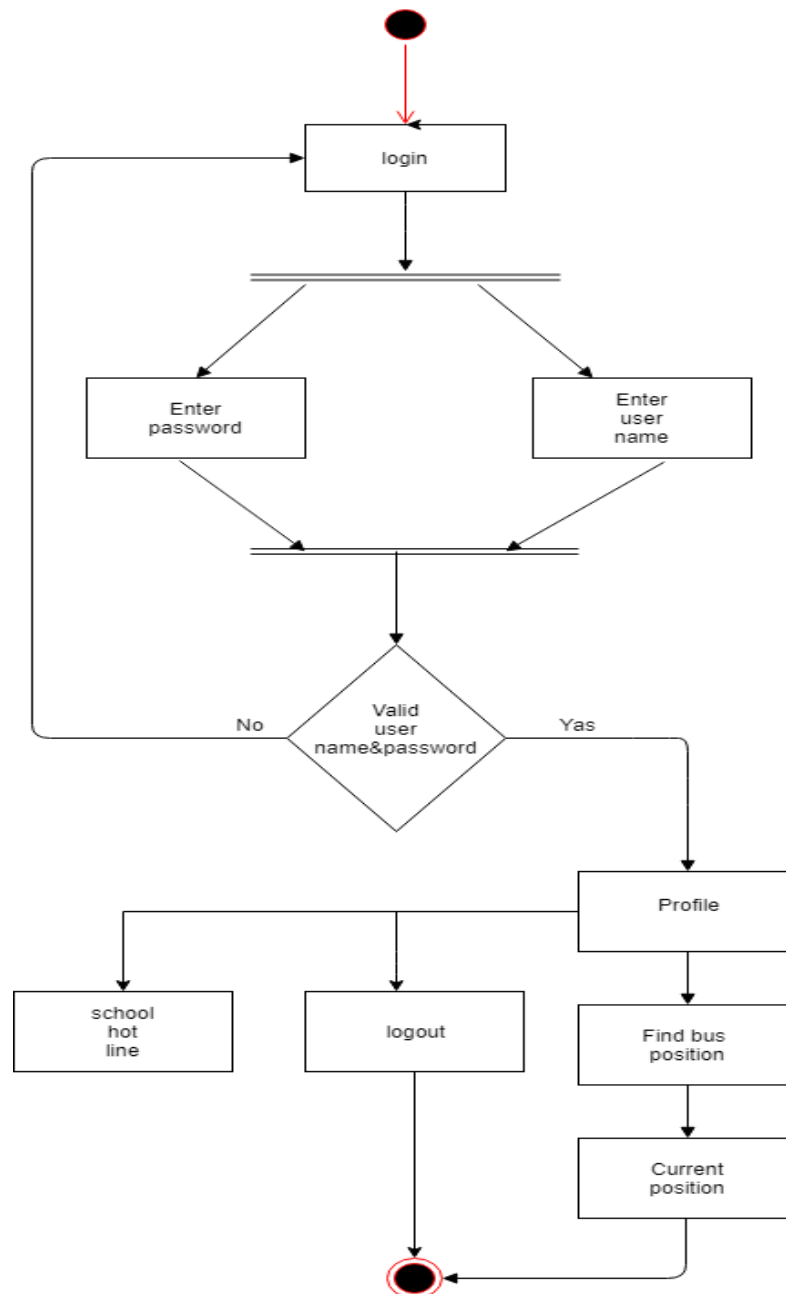 login
Enter
password
Enter
user
name
Valid
user
name&password
No
Yas
Profile
school
hot
line
logout
Find bus
position
Current
position